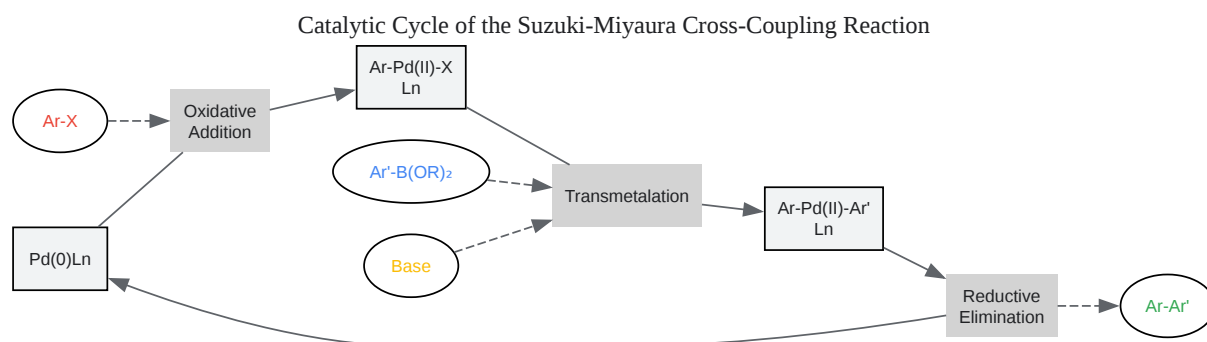 Catalytic Cycle of the Suzuki-Miyaura Cross-Coupling Reaction
Ar-Pd(II)-X
Ln
Oxidative
Addition
Ar-X
Ar'-B(OR)₂
Transmetalation
Ar-Pd(II)-Ar'
Ln
Pd(0)Ln
Base
Reductive
Elimination
Ar-Ar'